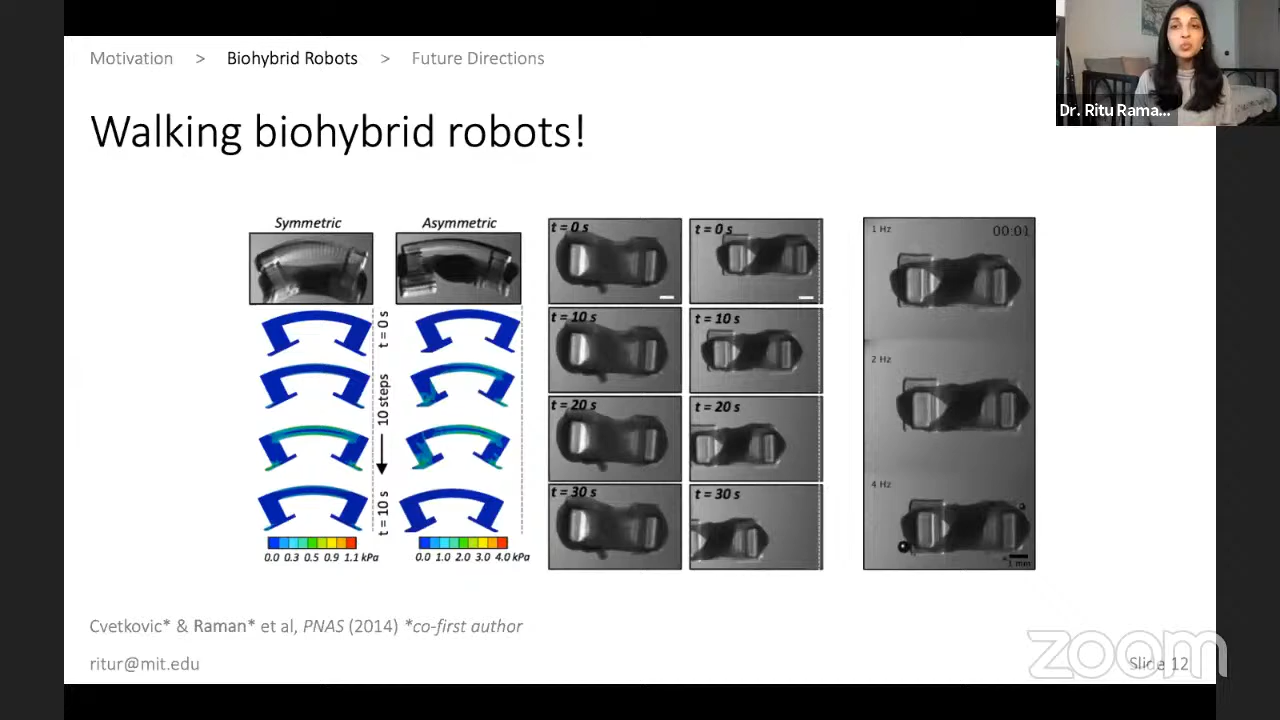 Motivation > Biohybrid Robots > Future Directions
Dr. Ritu Rama...
Walking biohybrid robots!
Symmetric
Asymmetric
t = 0 s
10 steps
t = 10 s
0.0 0.3 0.5 0.9 1.1 kPa
0.0 1.0 2.0 3.0 4.0 kPa
t = 0 s
t = 0 s
t = 10 s
t = 10 s
t = 20 s
t = 20 s
t = 30 s
t = 30 s
1 Hz
00:01
2 Hz
4 Hz
1 mm
Cvetkovic* & Raman* et al, PNAS (2014) *co-first author
ritur@mit.edu
Slide 12
zoom